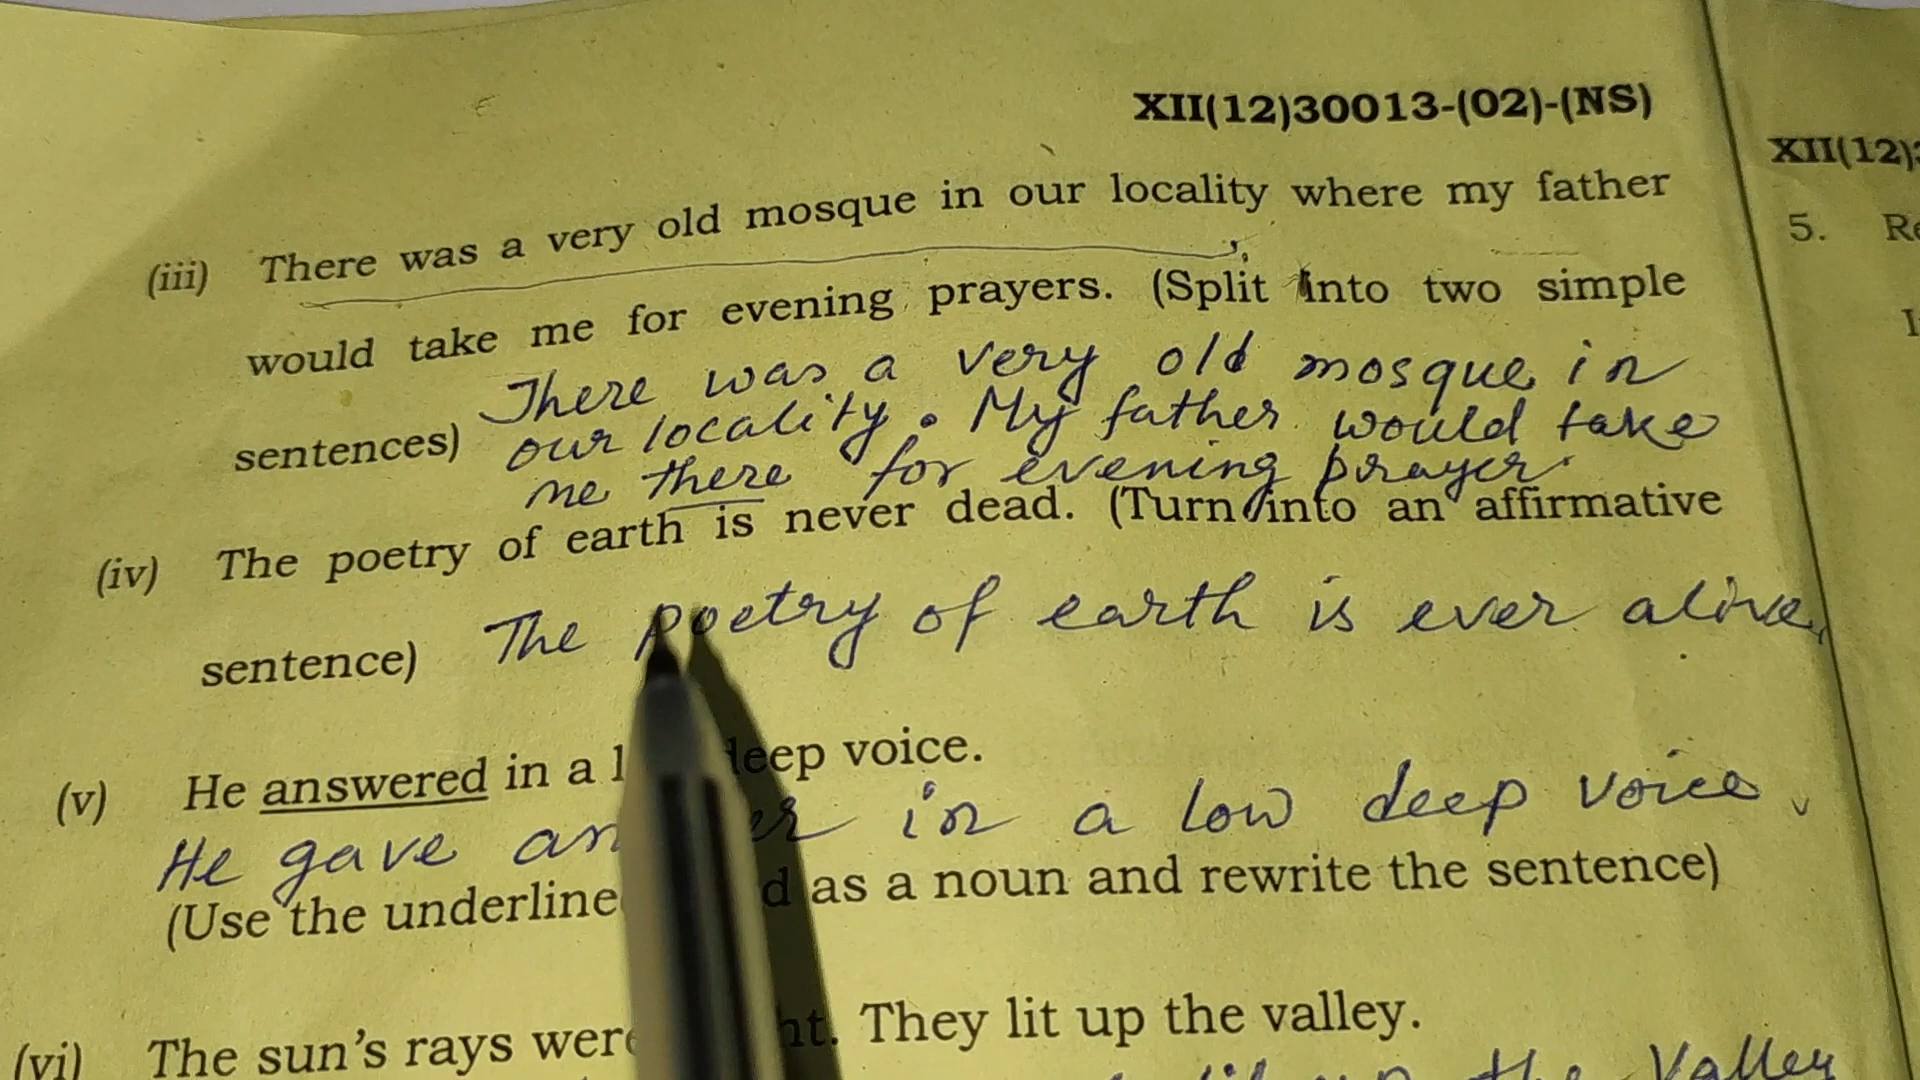 XII(12)30013-(02)-(NS)
(iii) There was a very old mosque in our locality where my father
would take me for evening prayers. (Split into two simple
There was a very old mosque in
sentences) our locality. My father would take
me there for evening prayer.
(iv) The poetry of earth is never dead. (Turn into an affirmative
sentence) The poetry of earth is ever alive.
(v) He answered in a deep voice.
He gave in a low deep voice.
(Use the as a noun and rewrite the sentence)
(vi) The sun's rays They lit up the valley.
up the valley
XII(12)
5.